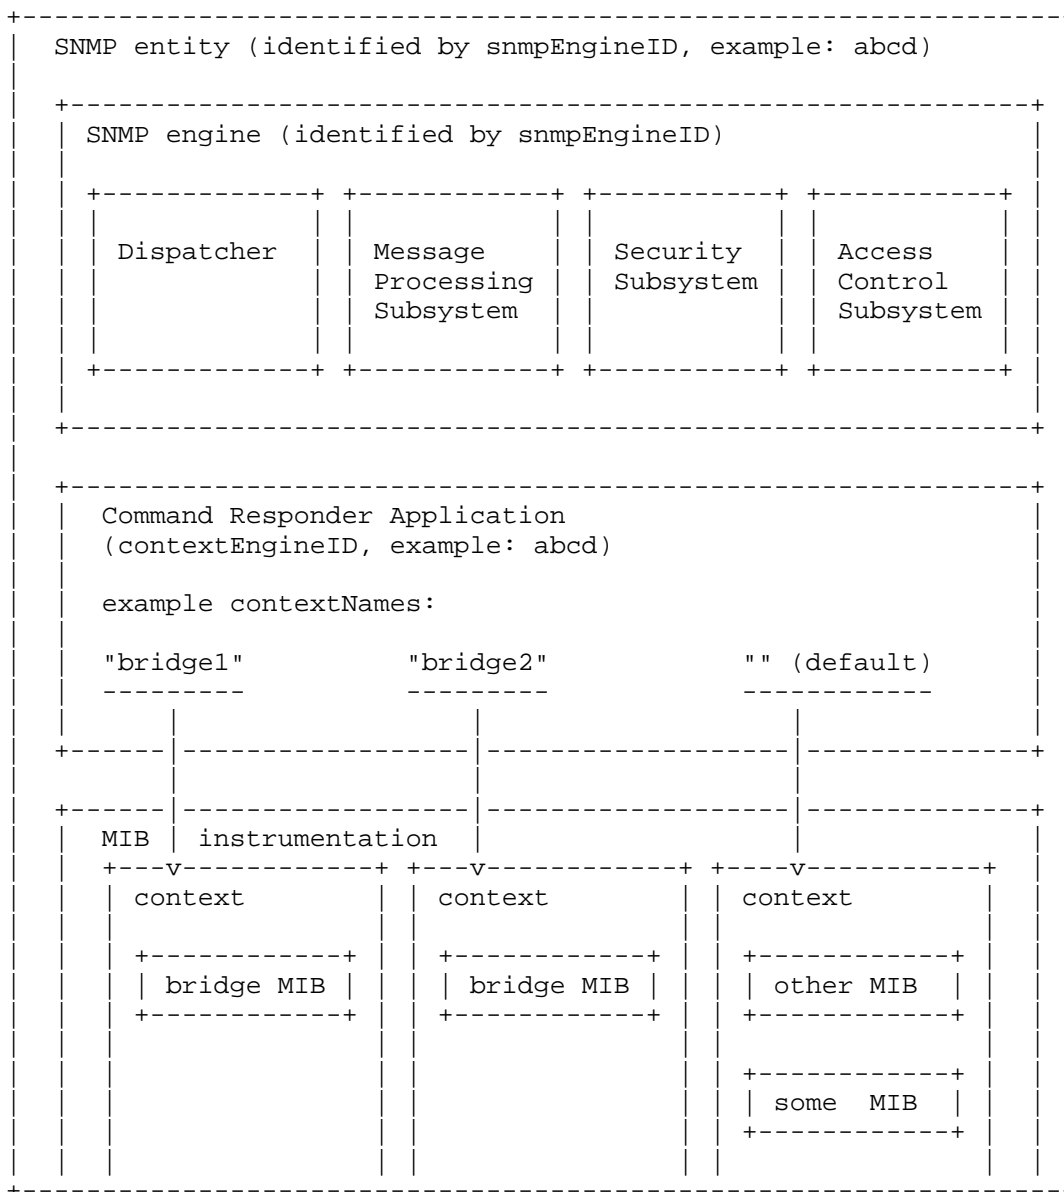 SNMP entity (identified by snmpEngineID, example: abcd)
SNMP engine (identified by snmpEngineID)
Dispatcher Message Security Access
Processing Subsystem Control
Subsystem Subsystem
Command Responder Application
(contextEngineID, example: abcd)
example contextNames:
"bridge1" "bridge2" "" (default)
MIB instrumentation
context context context
bridge MIB bridge MIB other MIB
some MIB